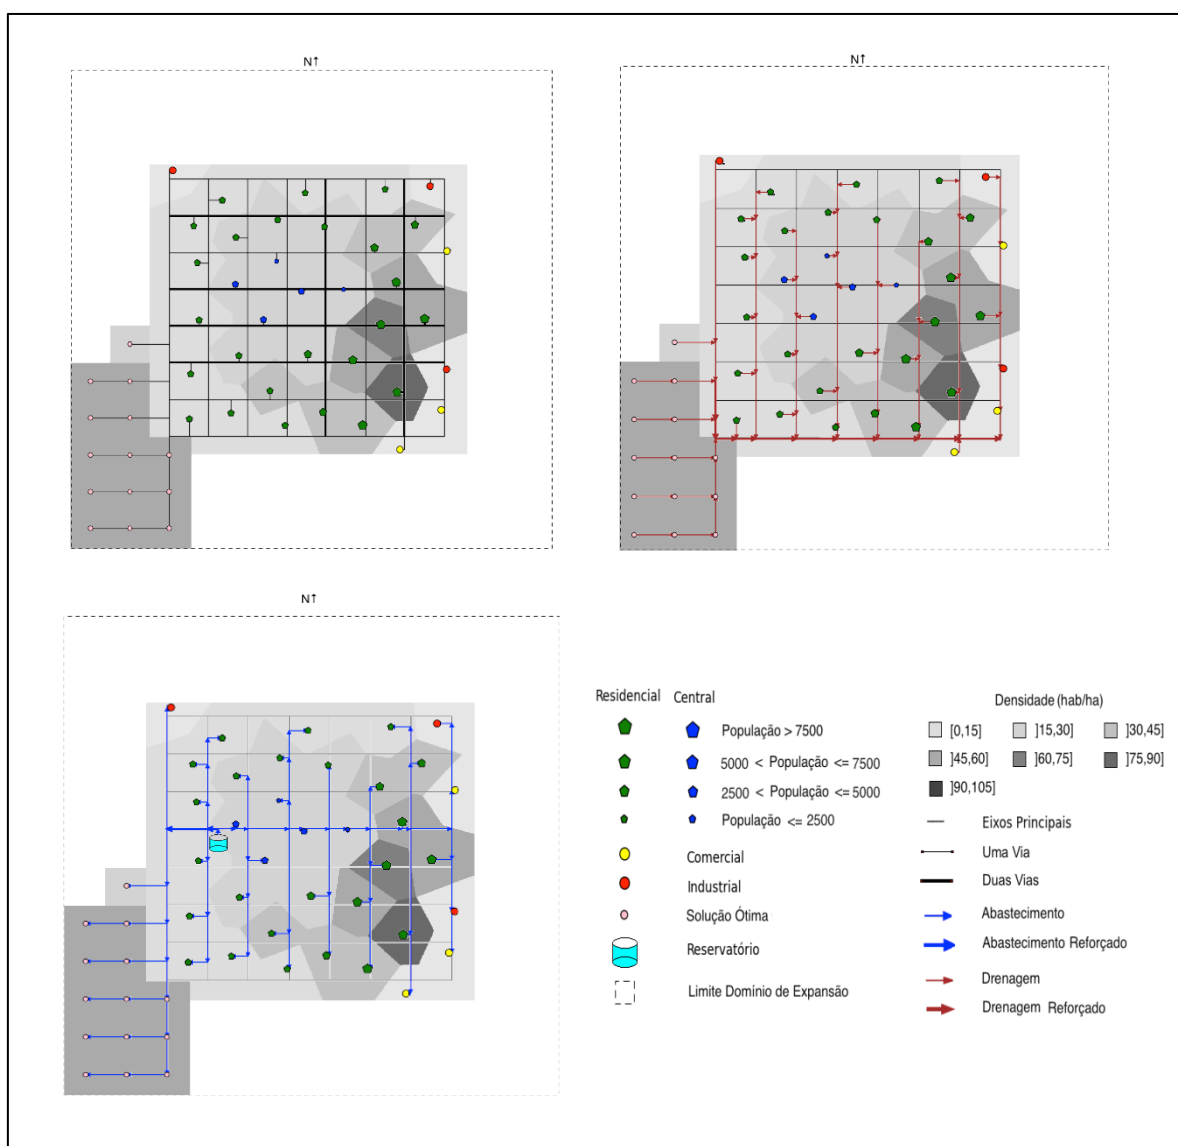 N↑
N↑
N↑
Residencial Central
População > 7500
5000 < População <= 7500
2500 < População <= 5000
População <= 2500
Comercial
Industrial
Solução Ótima
Reservatório
Limite Domínio de Expansão
Densidade (hab/ha)
[0,15] ]15,30] ]30,45]
]45,60] ]60,75] ]75,90]
]90,105]
Eixos Principais
Uma Via
Duas Vias
Abastecimento
Abastecimento Reforçado
Drenagem
Drenagem Reforçado